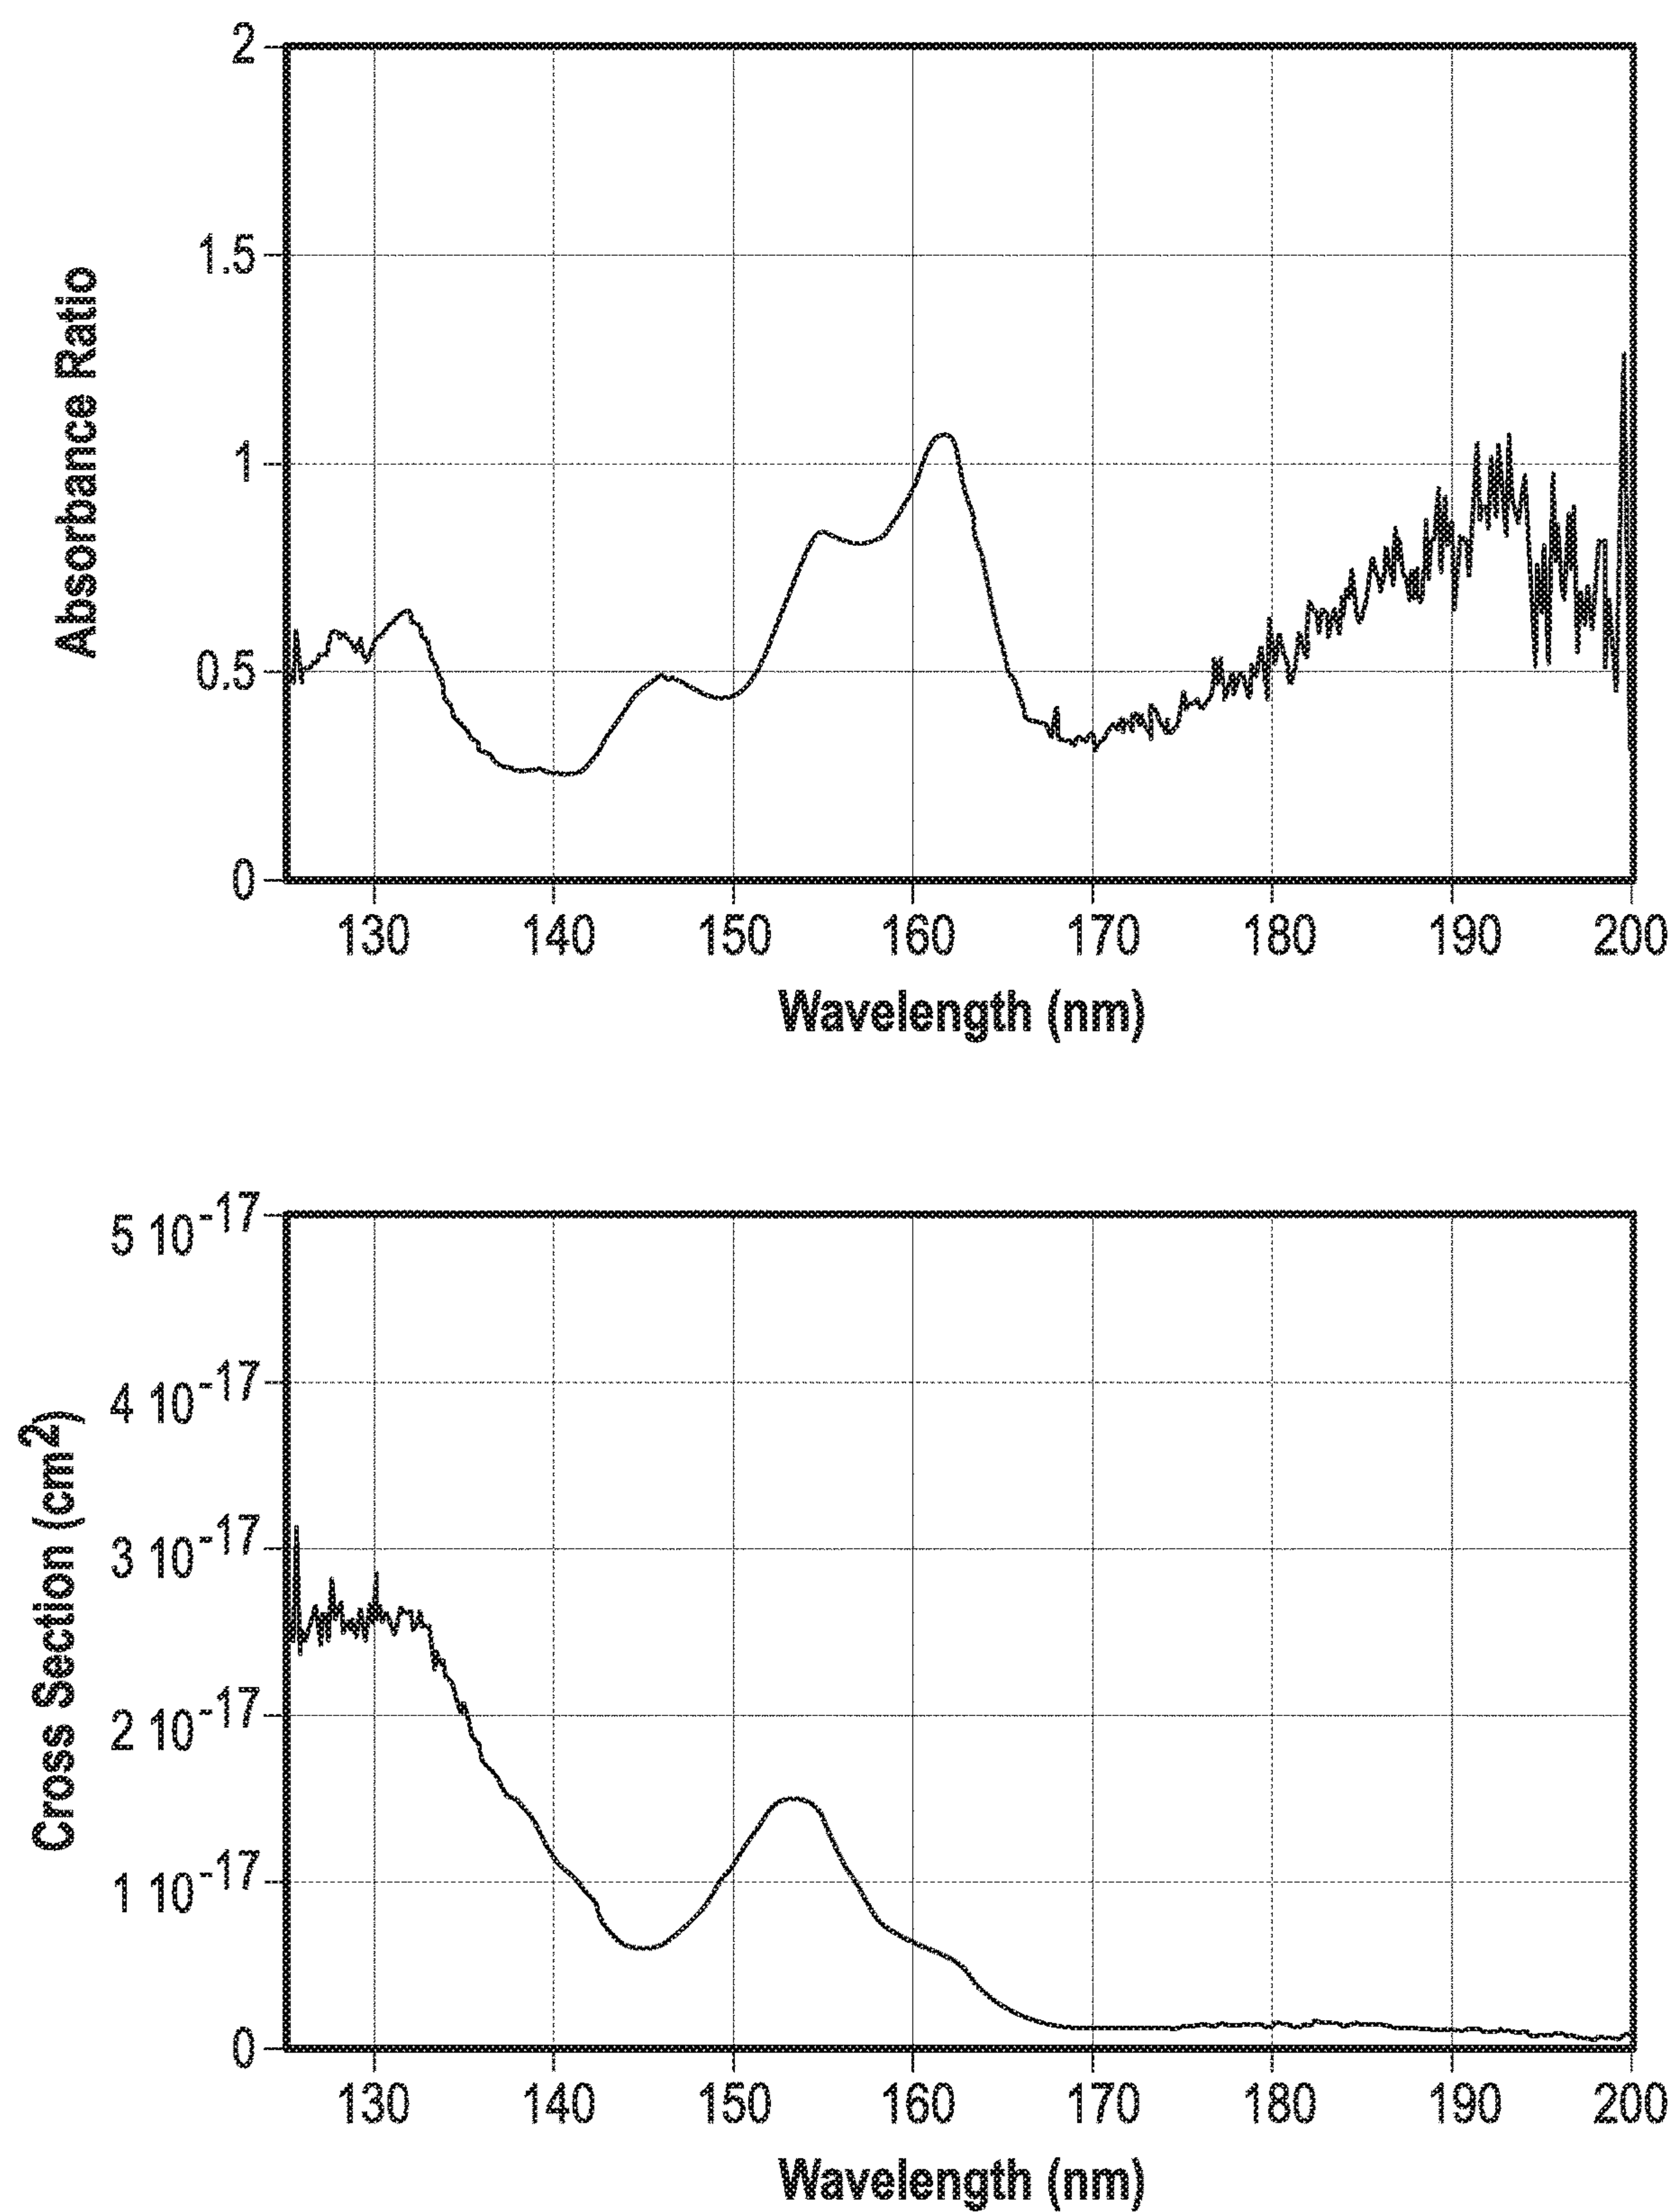 2
1.5
1
0.5
0
Absorbance Ratio
130 140 150 160 170 180 190 200
Wavelength (nm)
5 10⁻¹⁷
4 10⁻¹⁷
3 10⁻¹⁷
2 10⁻¹⁷
1 10⁻¹⁷
0
Cross Section (cm²)
130 140 150 160 170 180 190 200
Wavelength (nm)